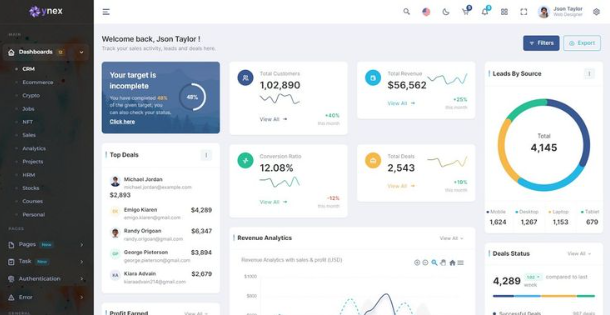 ynex
MAIN
Dashboards 12
CRM
Ecommerce
Crypto
Jobs
NFT
Sales
Analytics
Projects
HRM
Stocks
Courses
Personal
PAGES
Pages New
Task New
Authentication
Error
GENERAL
Json Taylor
Web Designer
Welcome back, Json Taylor !
Track your sales activity, leads and deals here.
Filters
Export
Your target is
incomplete
You have completed 48%
of the given target, you
can also check your status.
Click here
48%
Total Customers
1,02,890
View All
+40%
this month
Total Revenue
$56,562
View All
+25%
this month
Conversion Ratio
12.08%
View All
-12%
this month
Total Deals
2,543
View All
+19%
this month
Leads By Source
Total
4,145
Mobile
1,624
Desktop
1,267
Laptop
1,153
Tablet
679
Top Deals
Michael Jordan
michael.jordan@example.com
$2,893
Emigo Kiaren
emigo.kiaren@gmail.com
$4,289
Randy Origoan
randy.origoan@gmail.com
$6,347
George Pieterson
george.pieterson@gmail.com
$3,894
KA
Kiara Advain
kiaraadvain214@gmail.com
$2,679
Profit Earned
View All
Revenue Analytics
View All
Revenue Analytics with sales & profit (USD)
$1000
$800
$600
Deals Status
View All
4,289
compared to last
week
Successful Deals
987 deals